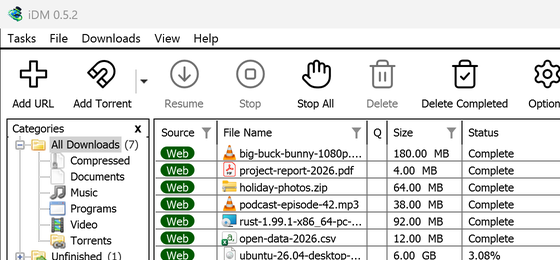 iDM 0.5.2
Tasks File Downloads View Help
Add URL Add Torrent Resume Stop Stop All Delete Delete Completed Option
Categories x Source File Name Q Size Status
All Downloads (7)
Compressed
Documents
Music
Programs
Video
Torrents
Unfinished (1)
Web big-buck-bunny-1080p.... 180.00 MB Complete
Web project-report-2026.pdf 4.00 MB Complete
Web holiday-photos.zip 64.00 MB Complete
Web podcast-episode-42.mp3 38.00 MB Complete
Web rust-1.99.1-x86_64-pc-... 92.00 MB Complete
Web open-data-2026.csv 12.00 MB Complete
Web ubuntu-26.04-desktop-... 6.00 GB 3.08%